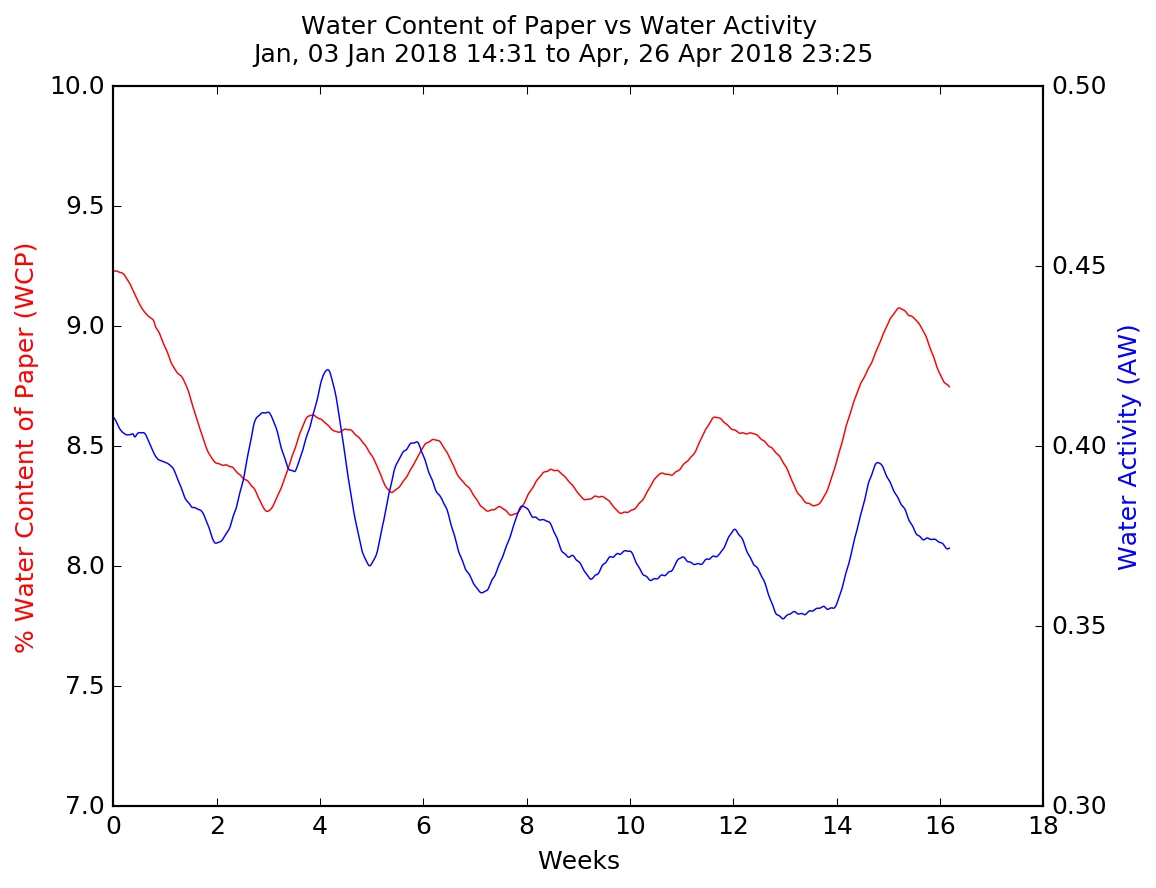 Water Content of Paper vs Water Activity
Jan, 03 Jan 2018 14:31 to Apr, 26 Apr 2018 23:25
% Water Content of Paper (WCP)
10.0
9.5
9.0
8.5
8.0
7.5
7.0
0 2 4 6 8 10 12 14 16 18
Weeks
0.50
0.45
0.40
0.35
0.30
Water Activity (AW)